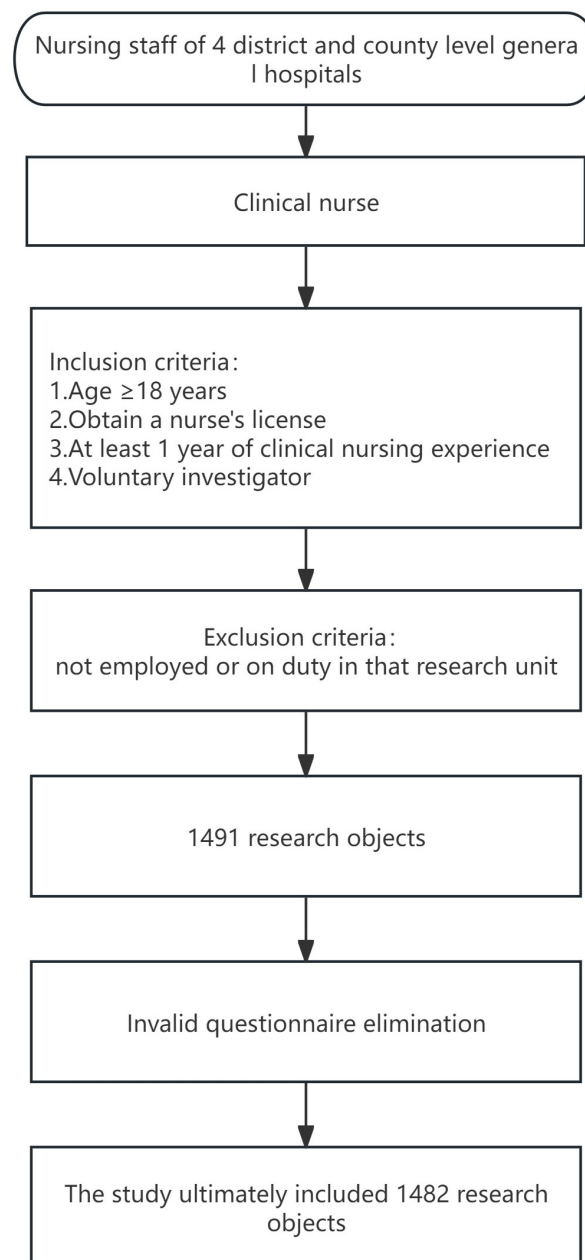 Nursing staff of 4 district and county level genera
l hospitals
Clinical nurse
Inclusion criteria：
1.Age ≥18 years
2.Obtain a nurse's license
3.At least 1 year of clinical nursing experience
4.Voluntary investigator
Exclusion criteria：
not employed or on duty in that research unit
1491 research objects
Invalid questionnaire elimination
The study ultimately included 1482 research
objects